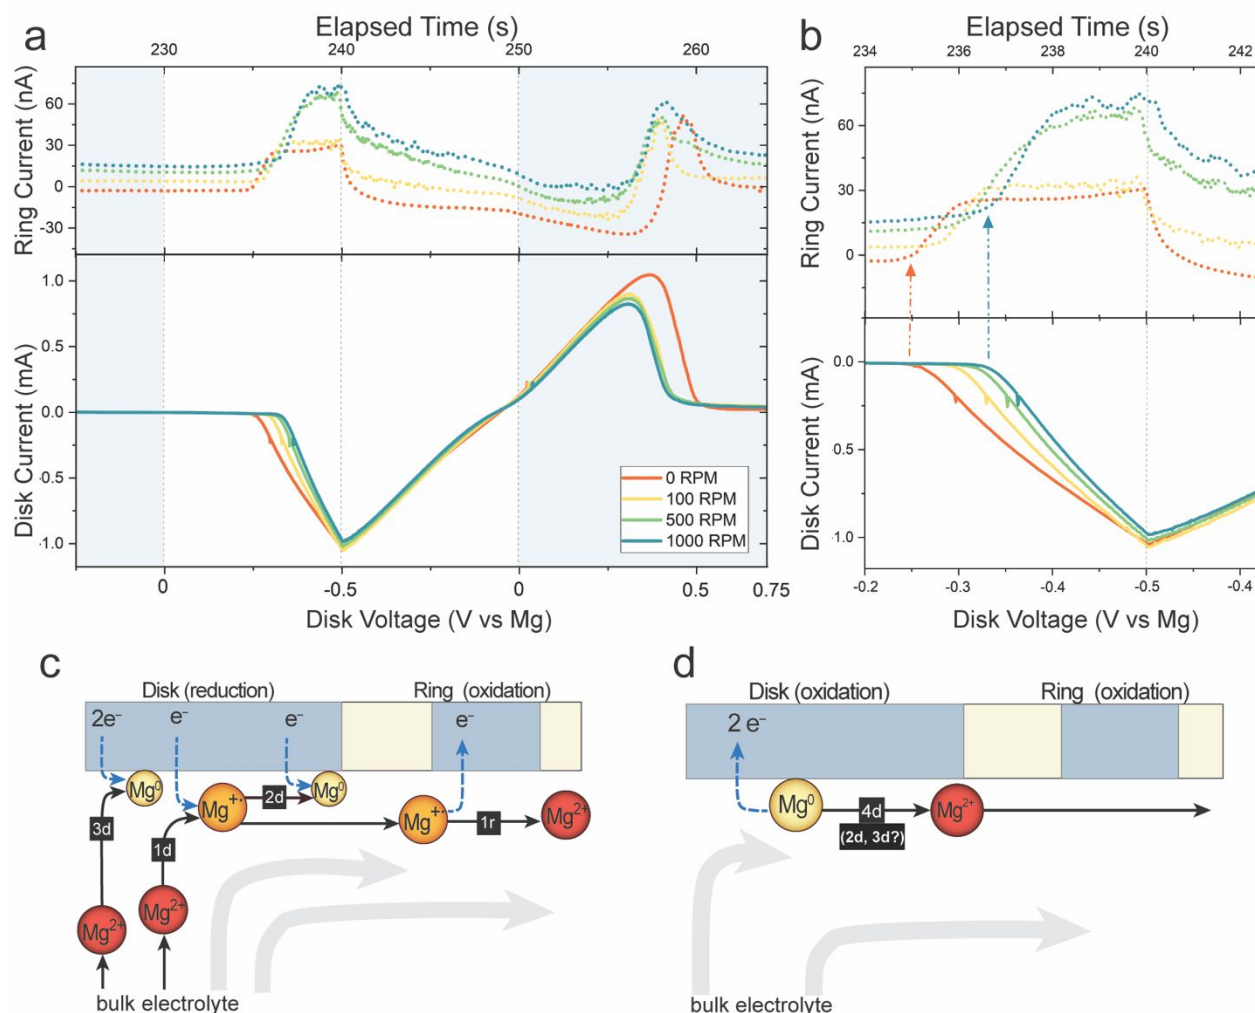 a
Elapsed Time (s)
230 240 250 260
Ring Current (nA)
60
30
0
-30
Disk Current (mA)
1.0
0.5
0.0
-0.5
-1.0
0 RPM
100 RPM
500 RPM
1000 RPM
0 -0.5 0 0.5 0.75
Disk Voltage (V vs Mg)
b
Elapsed Time (s)
234 236 238 240 242
Ring Current (nA)
60
30
0
Disk Current (mA)
0.0
-0.5
-1.0
-0.2 -0.3 -0.4 -0.5 -0.4
Disk Voltage (V vs Mg)
c
Disk (reduction) Ring (oxidation)
2e⁻ e⁻ e⁻ e⁻
Mg⁰ Mg⁺· 2d Mg⁰ Mg⁺· 1r Mg²⁺
3d 1d
Mg²⁺ Mg²⁺
bulk electrolyte
d
Disk (oxidation) Ring (oxidation)
2 e⁻
Mg⁰ 4d Mg²⁺
(2d, 3d?)
bulk electrolyte